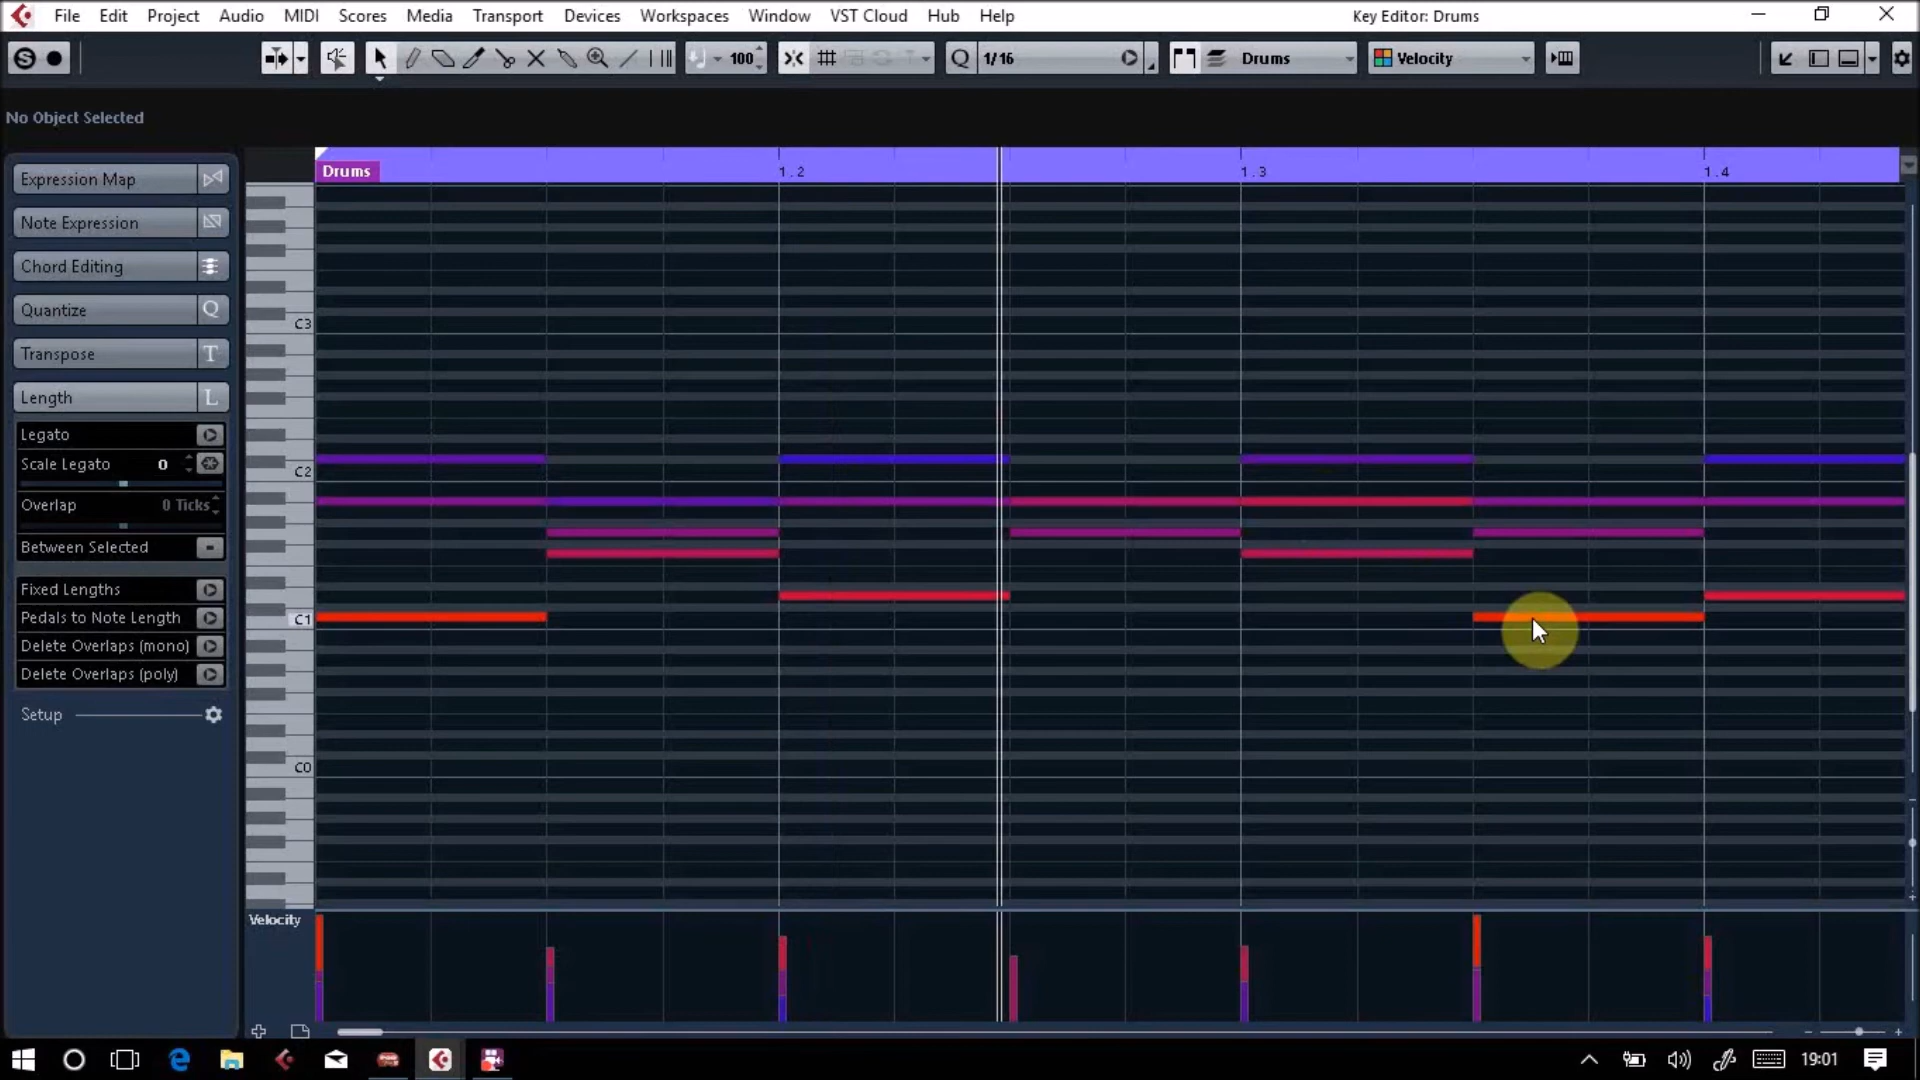 File Edit Project Audio MIDI Scores Media Transport Devices Workspaces Window VST Cloud Hub Help Key Editor: Drums
100 Q 1/16 Drums Velocity
No Object Selected
Expression Map
Note Expression
Chord Editing
Quantize Q
Transpose T
Length L
Legato
Scale Legato 0
Overlap 0 Ticks
Between Selected
Fixed Lengths
Pedals to Note Length
Delete Overlaps (mono)
Delete Overlaps (poly)
Setup
Drums 1.2 1.3 1.4
C3
C2
C1
C0
Velocity
19:01